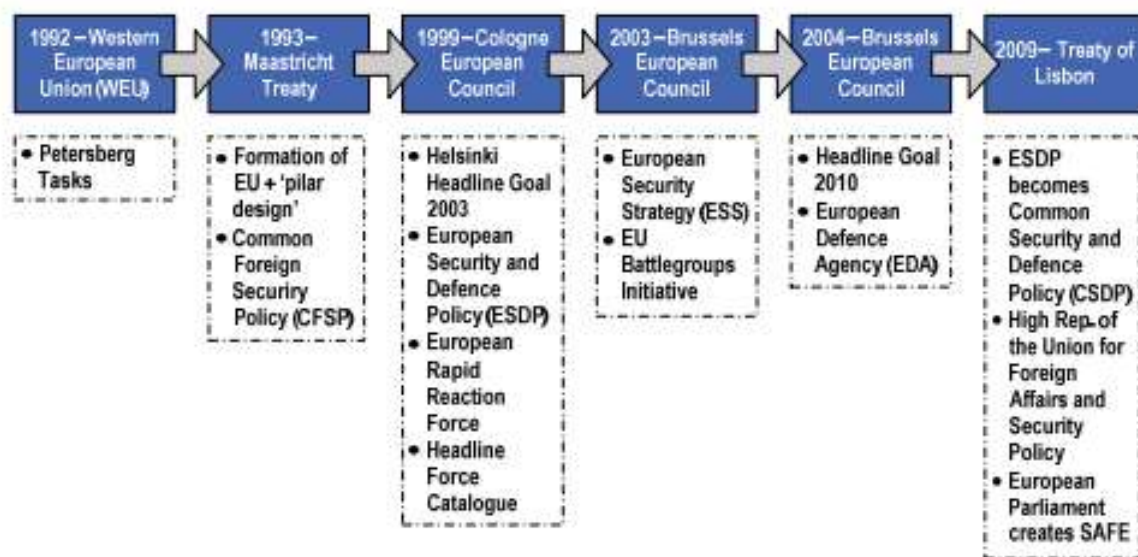 1992–Western
European
Union (WEU)
1993–
Maastricht
Treaty
1999–Cologne
European
Council
2003–Brussels
European
Council
2004–Brussels
European
Council
2009– Treaty of
Lisbon
• Petersberg
Tasks
• Formation of
EU + ‘pilar
design’
• Common
Foreign
Securiry
Policy (CFSP)
• Helsinki
Headline Goal
2003
• European
Security and
Defence
Policy (ESDP)
• European
Rapid
Reaction
Force
• Headline
Force
Catalogue
• European
Security
Strategy (ESS)
• EU
Battlegroups
Initiative
• Headline Goal
2010
• European
Defence
Agency (EDA)
• ESDP
becomes
Common
Security and
Defence
Policy (CSDP)
• High Rep. of
the Union for
Foreign
Affairs and
Security
Policy
• European
Parliament
creates SAFE